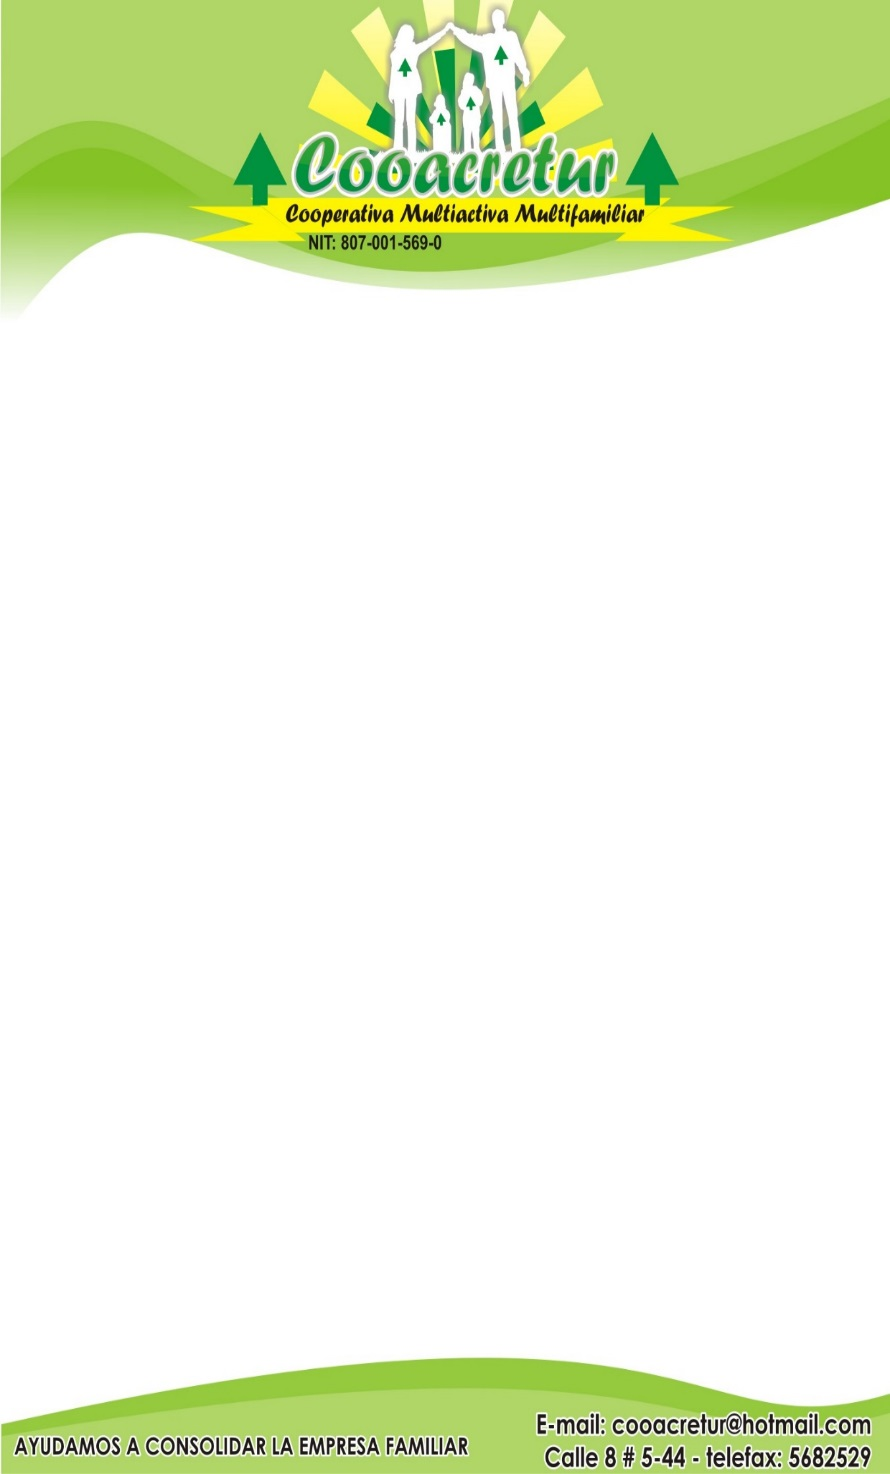 Cooacretur
Cooperativa Multiactiva Multifamiliar
NIT: 807-001-569-0
AYUDAMOS A CONSOLIDAR LA EMPRESA FAMILIAR
E-mail: cooacretur@hotmail.com
Calle 8 # 5-44 - telefax: 5682529